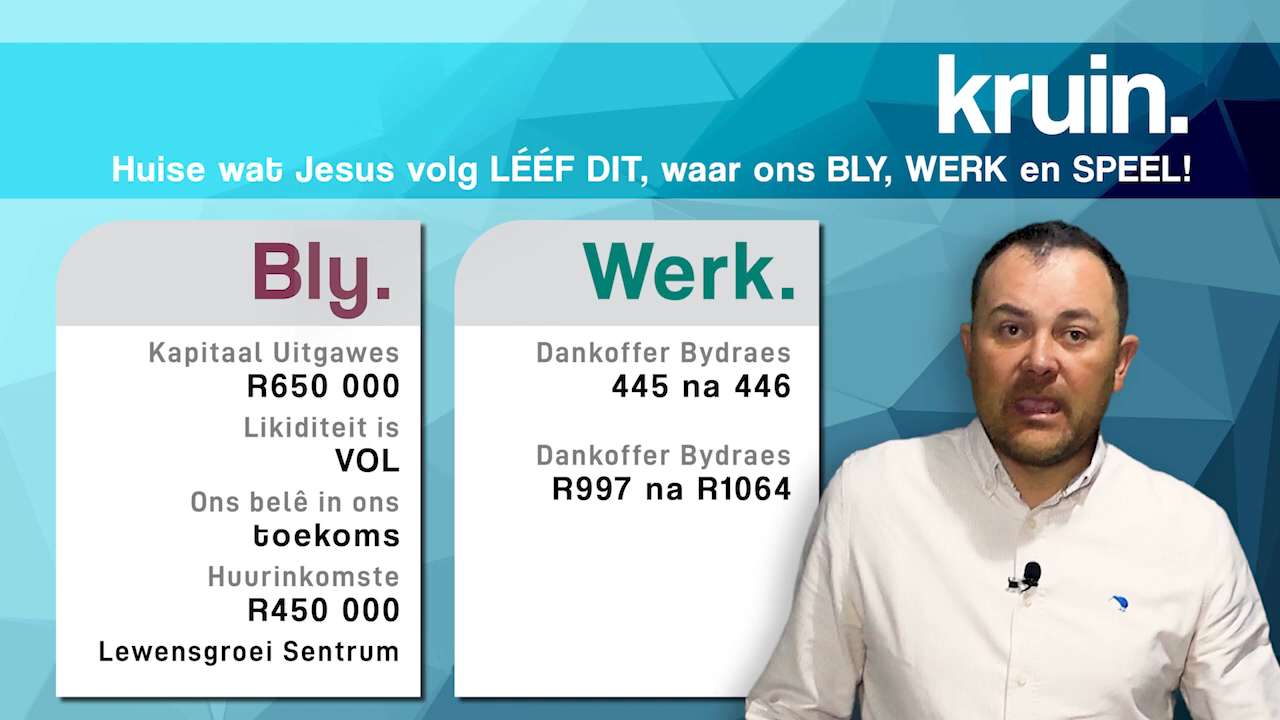 kruin.
Huise wat Jesus volg LÉÉF DIT, waar ons BLY, WERK en SPEEL!
Bly.
Kapitaal Uitgawes
R650 000
Likiditeit is
VOL
Ons belê in ons
toekoms
Huurinkomste
R450 000
Lewensgroei Sentrum
Werk.
Dankoffer Bydraes
445 na 446
Dankoffer Bydraes
R997 na R1064